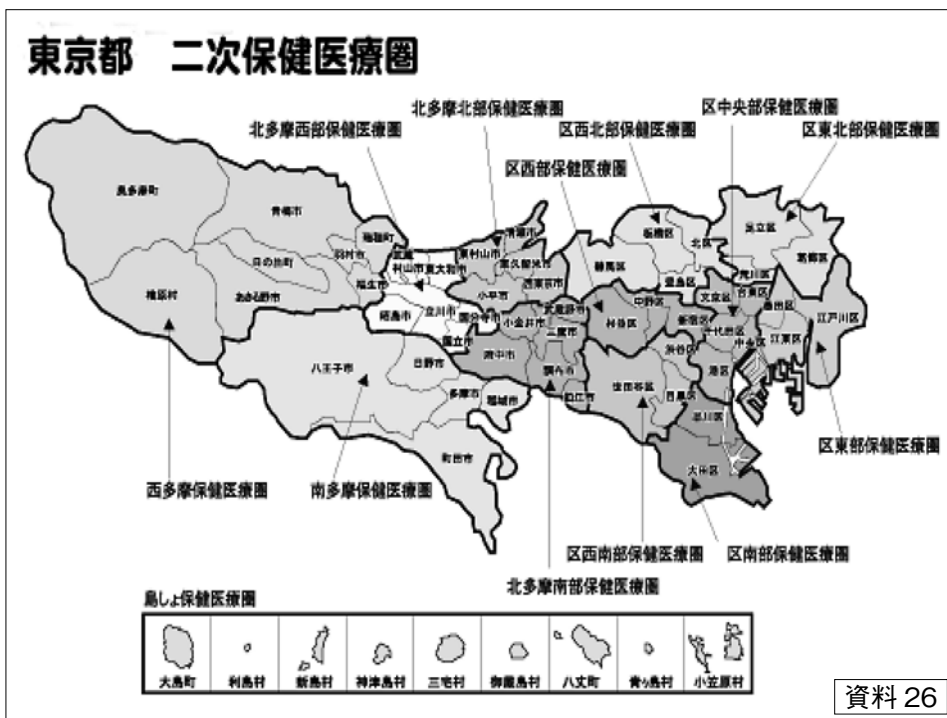 東京都 二次保健医療圏
北多摩北部保健医療圏
区中央部保健医療圏
北多摩西部保健医療圏
区西北部保健医療圏
区東北部保健医療圏
区西部保健医療圏
奥多摩町
青梅市
瑞穂町
羽村市
日の出町
福生市
あきる野市
檜原村
武蔵
村山市
東大和市
昭島市
立川市
国分寺市
国立市
東村山市
清瀬市
東久留米市
西東京市
小平市
小金井市
武蔵野市
三鷹市
府中市
調布市
狛江市
八王子市
日野市
多摩市
稲城市
町田市
練馬区
板橋区
北区
豊島区
足立区
荒川区
葛飾区
中野区
杉並区
新宿区
文京区
台東区
千代田区
中央区
港区
墨田区
江東区
江戸川区
渋谷区
世田谷区
目黒区
品川区
大田区
区東部保健医療圏
西多摩保健医療圏
南多摩保健医療圏
区西南部保健医療圏
区南部保健医療圏
北多摩南部保健医療圏
島しょ保健医療圏
大島町
利島村
新島村
神津島村
三宅村
御蔵島村
八丈町
青ヶ島村
小笠原村
資料 26